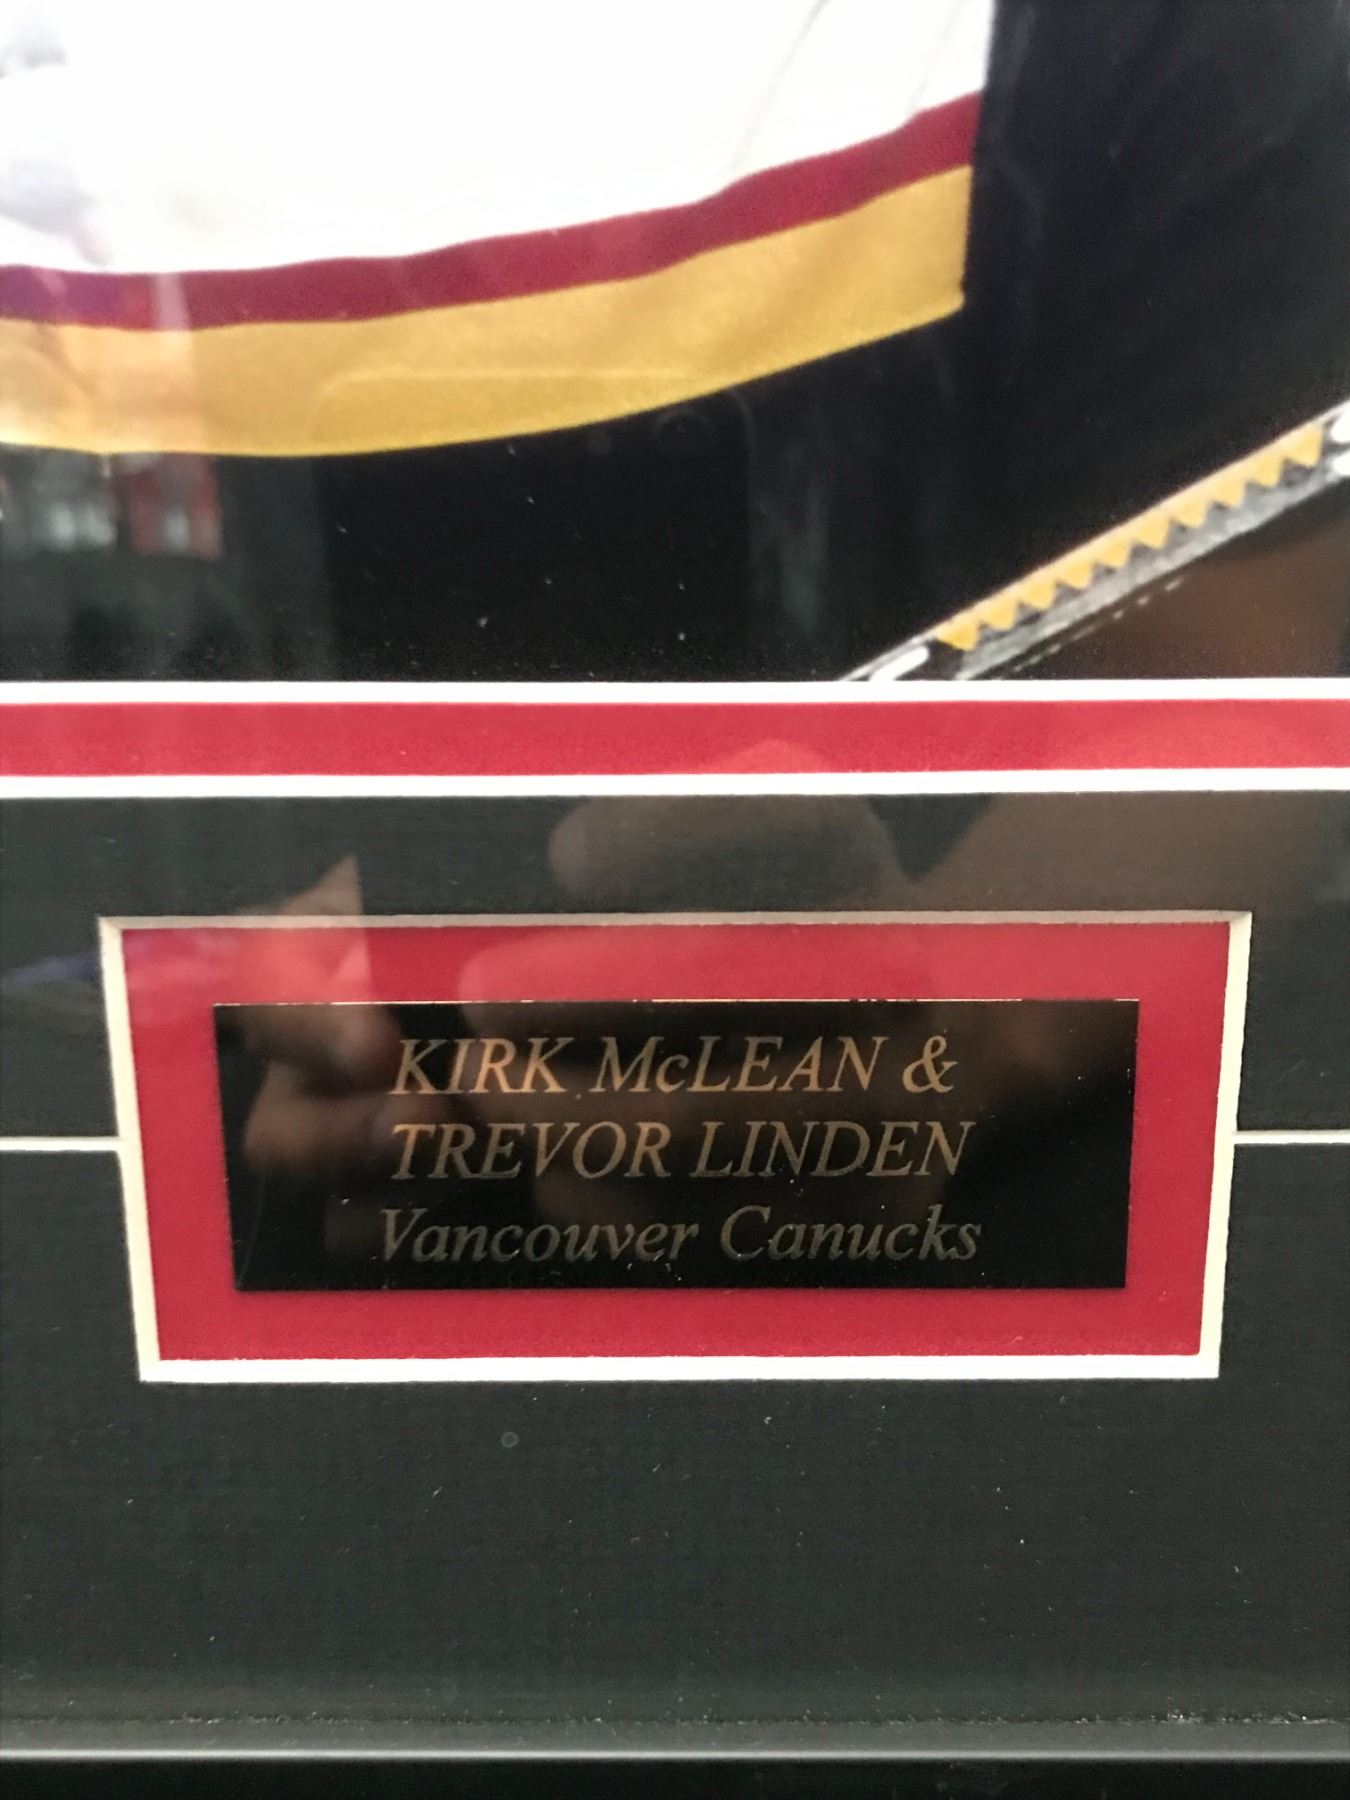 KIRK McLEAN &
TREVOR LINDEN
Vancouver Canucks